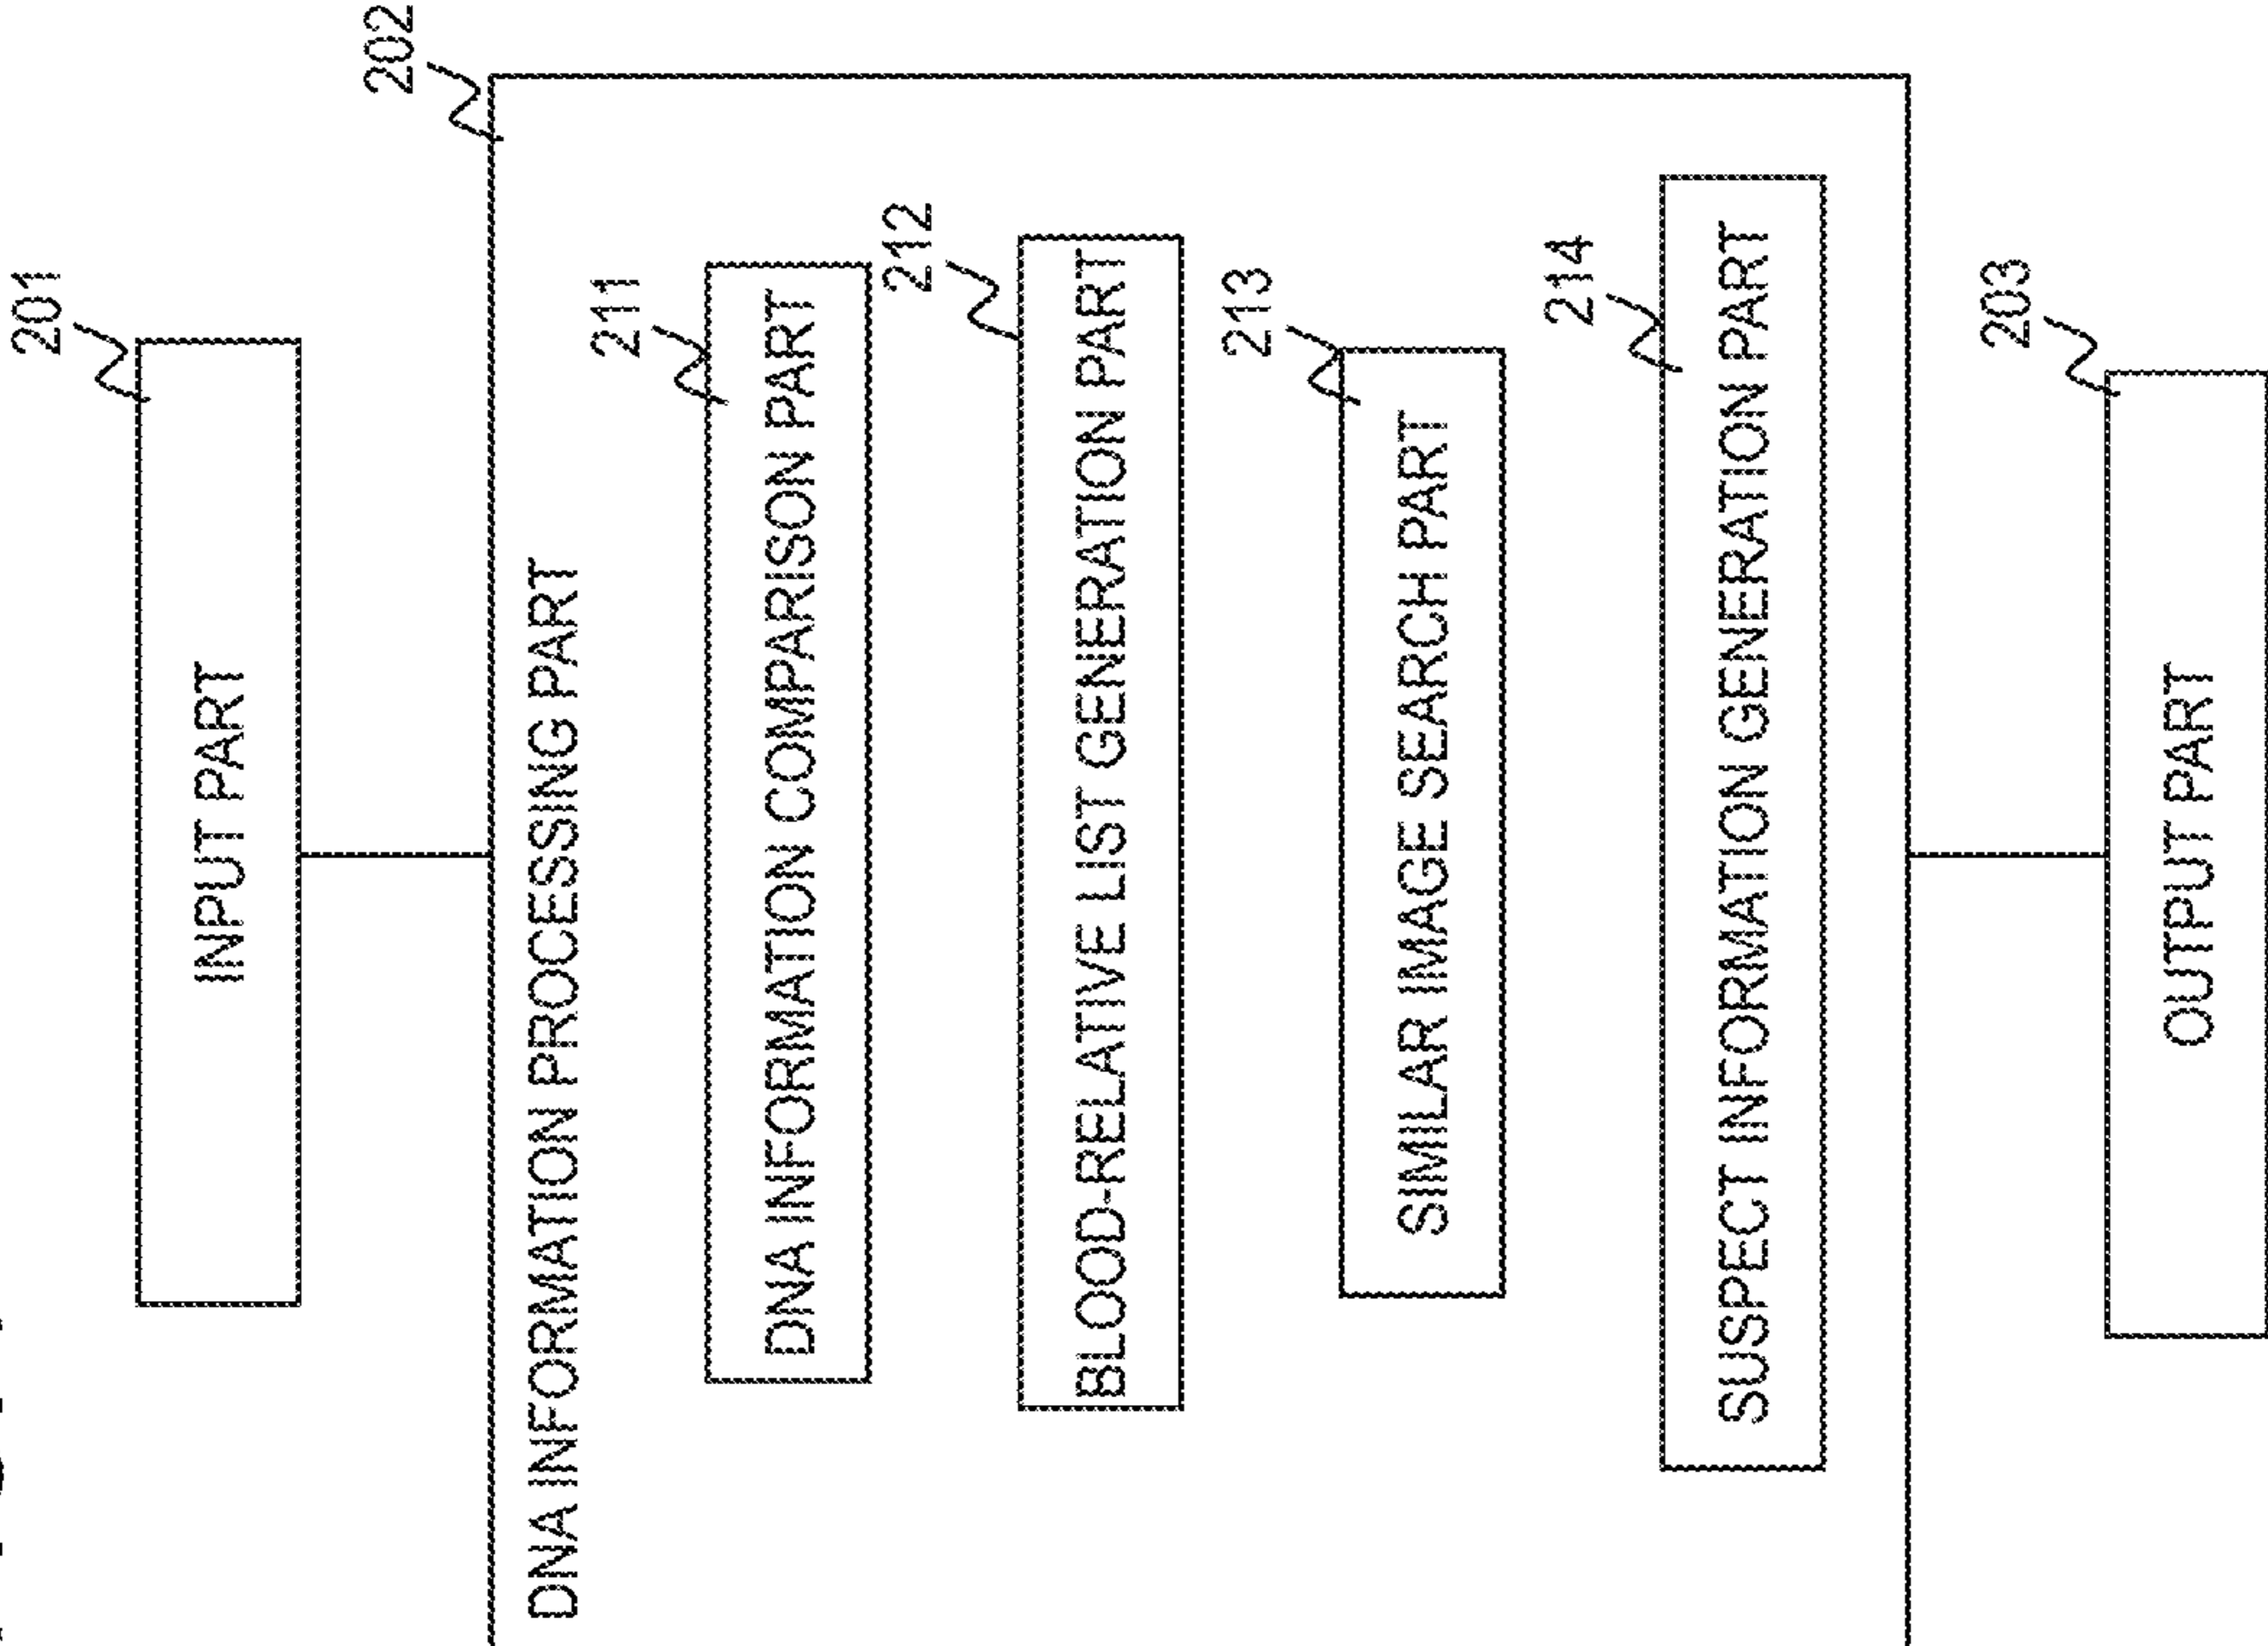 201
INPUT PART
202
DNA INFORMATION PROCESSING PART
211
DNA INFORMATION COMPARISON PART
212
BLOOD-RELATIVE LIST GENERATION PART
213
SIMILAR IMAGE SEARCH PART
214
SUSPECT INFORMATION GENERATION PART
203
OUTPUT PART